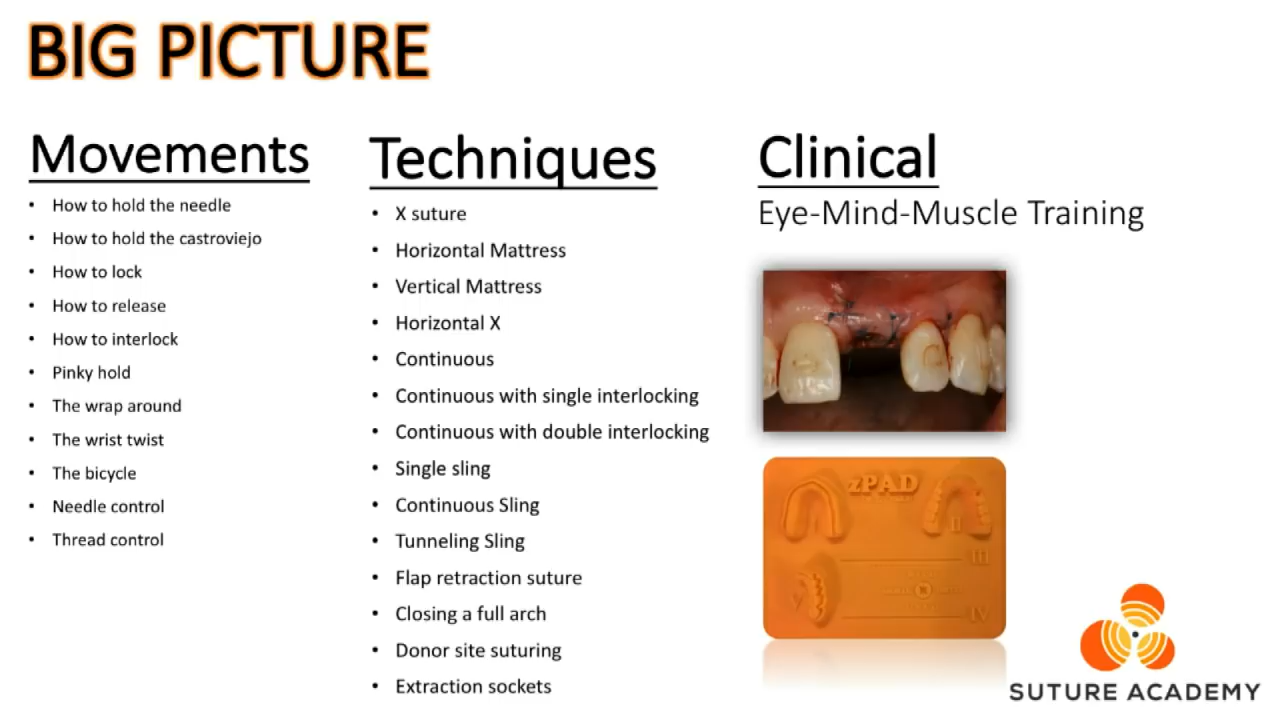 BIG PICTURE
Movements
• How to hold the needle
• How to hold the castroviejo
• How to lock
• How to release
• How to interlock
• Pinky hold
• The wrap around
• The wrist twist
• The bicycle
• Needle control
• Thread control
Techniques
• X suture
• Horizontal Mattress
• Vertical Mattress
• Horizontal X
• Continuous
• Continuous with single interlocking
• Continuous with double interlocking
• Single sling
• Continuous Sling
• Tunneling Sling
• Flap retraction suture
• Closing a full arch
• Donor site suturing
• Extraction sockets
Clinical
Eye-Mind-Muscle Training
zPAD
II
III
IV
SUTURE ACADEMY